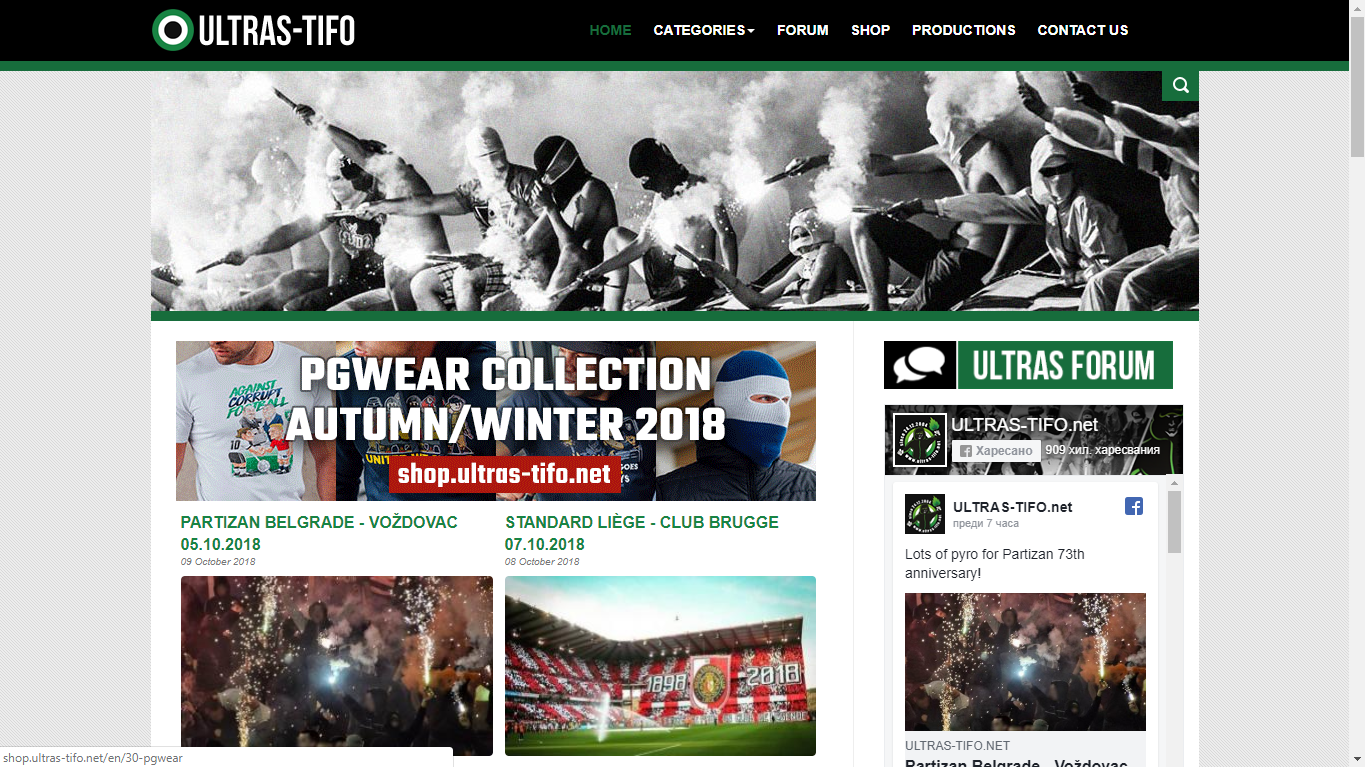 ULTRAS-TIFO
HOME CATEGORIES FORUM SHOP PRODUCTIONS CONTACT US
PGWEAR COLLECTION
AUTUMN/WINTER 2018
shop.ultras-tifo.net
AGAINST
CORRUPT
FOOTBALL
PARTIZAN BELGRADE - VOŽDOVAC
05.10.2018
09 October 2018
STANDARD LIÈGE - CLUB BRUGGE
07.10.2018
08 October 2018
1898 2018
ULTRAS FORUM
ULTRAS-TIFO.net
Харесано 909 хил. харесвания
ULTRAS-TIFO.net
преди 7 часа
Lots of pyro for Partizan 73th
anniversary!
ULTRAS-TIFO.NET
Partizan Belgrade - Voždovac
shop.ultras-tifo.net/en/30-pgwear